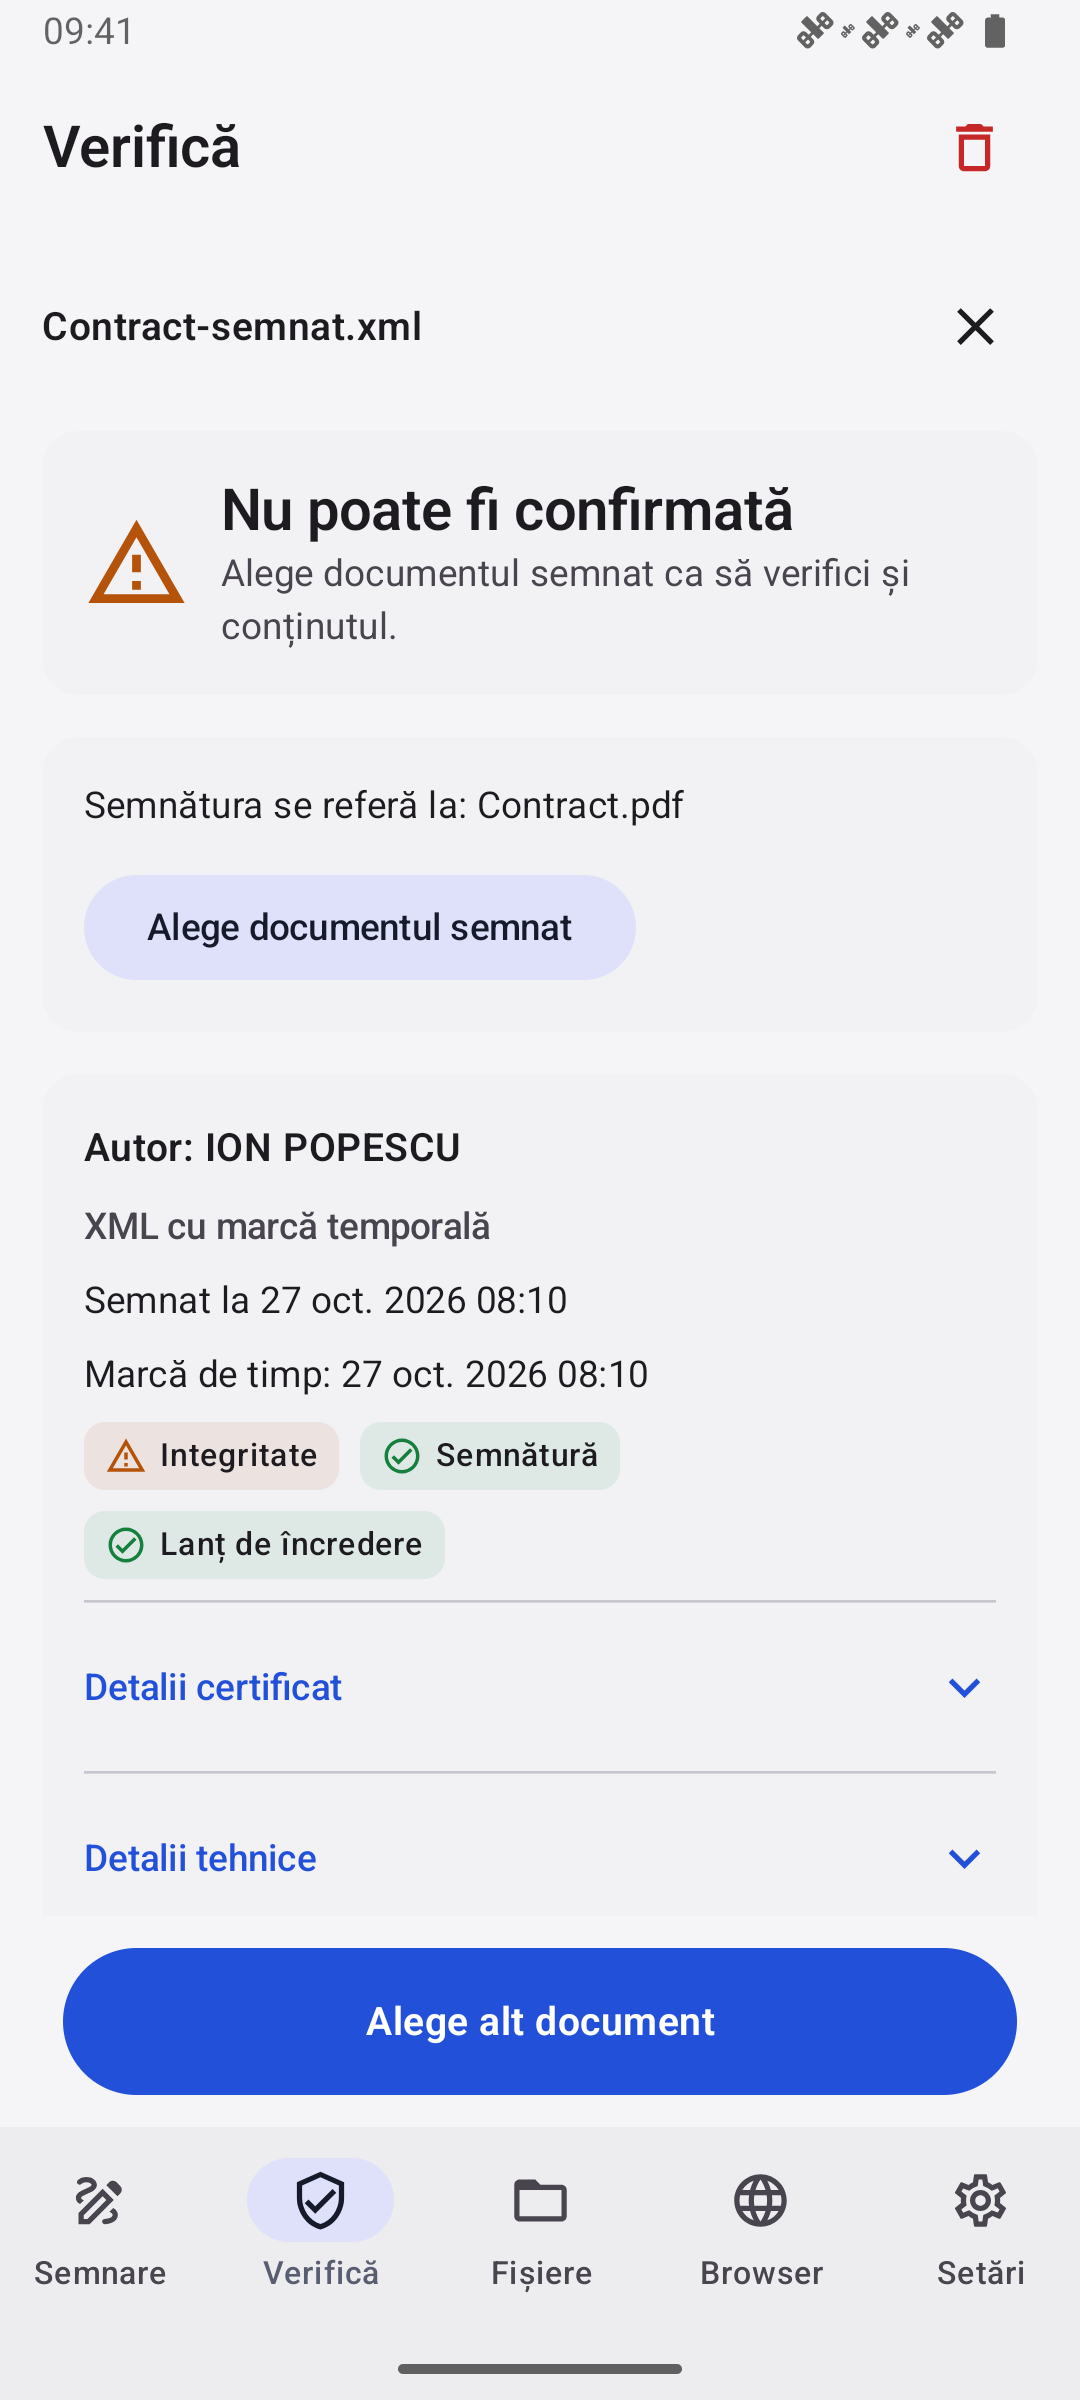 09:41
Verifică
Contract-semnat.xml
Nu poate fi confirmată
Alege documentul semnat ca să verifici și
conținutul.
Semnătura se referă la: Contract.pdf
Alege documentul semnat
Autor: ION POPESCU
XML cu marcă temporală
Semnat la 27 oct. 2026 08:10
Marcă de timp: 27 oct. 2026 08:10
Integritate
Semnătură
Lanț de încredere
Detalii certificat
Detalii tehnice
Alege alt document
Semnare
Verifică
Fișiere
Browser
Setări